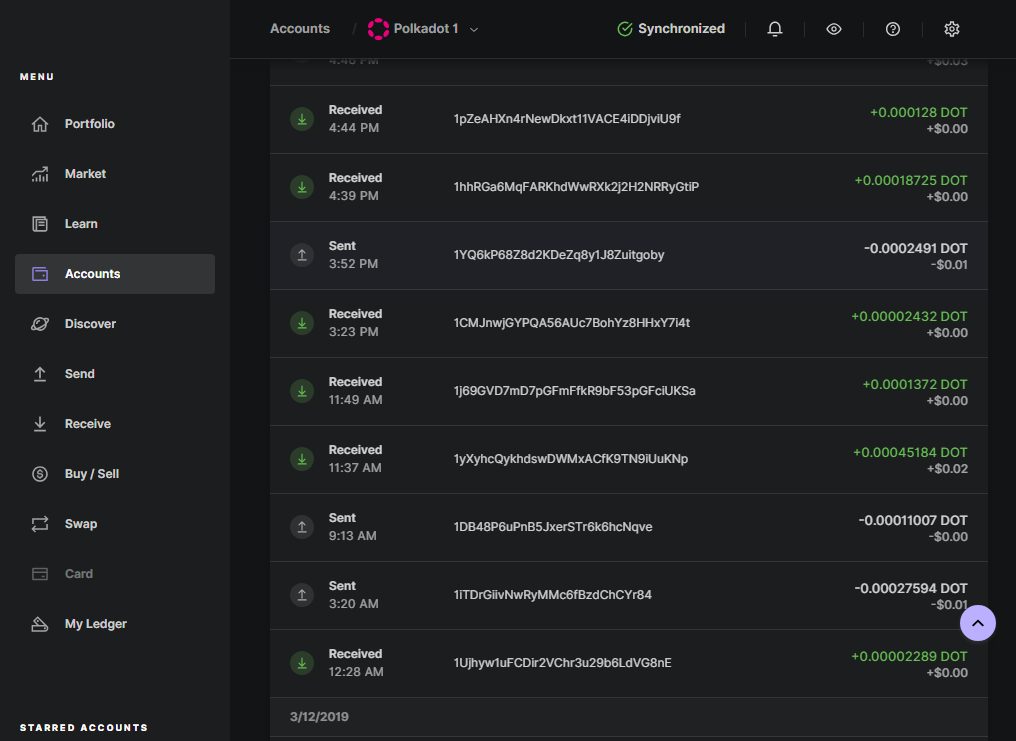 Accounts / Polkadot 1
Synchronized
MENU
Portfolio
Market
Learn
Accounts
Discover
Send
Receive
Buy / Sell
Swap
Card
My Ledger
STARRED ACCOUNTS
+$0.03
Received 1pZeAHXn4rNewDkxt11VACE4iDDjviU9f +0.000128 DOT
4:44 PM +$0.00
Received 1hhRGa6MqFARKhdWwRXk2j2H2NRRyGtiP +0.00018725 DOT
4:39 PM +$0.00
Sent 1YQ6kP68Z8d2KDeZq8y1J8Zuitgoby -0.0002491 DOT
3:52 PM -$0.01
Received 1CMJnwjGYPQA56AUc7BohYz8HHxY7i4t +0.00002432 DOT
3:23 PM +$0.00
Received 1j69GVD7mD7pGFmFfkR9bF53pGFciUKSa +0.0001372 DOT
11:49 AM +$0.00
Received 1yXyhcQykhdswDWMxACfK9TN9iUuKNp +0.00045184 DOT
11:37 AM +$0.02
Sent 1DB48P6uPnB5JxerSTr6k6hcNqve -0.00011007 DOT
9:13 AM -$0.00
Sent 1iTDrGiivNwRyMMc6fBzdChCYr84 -0.00027594 DOT
3:20 AM -$0.01
Received 1Ujhyw1uFCDir2VChr3u29b6LdVG8nE +0.00002289 DOT
12:28 AM +$0.00
3/12/2019